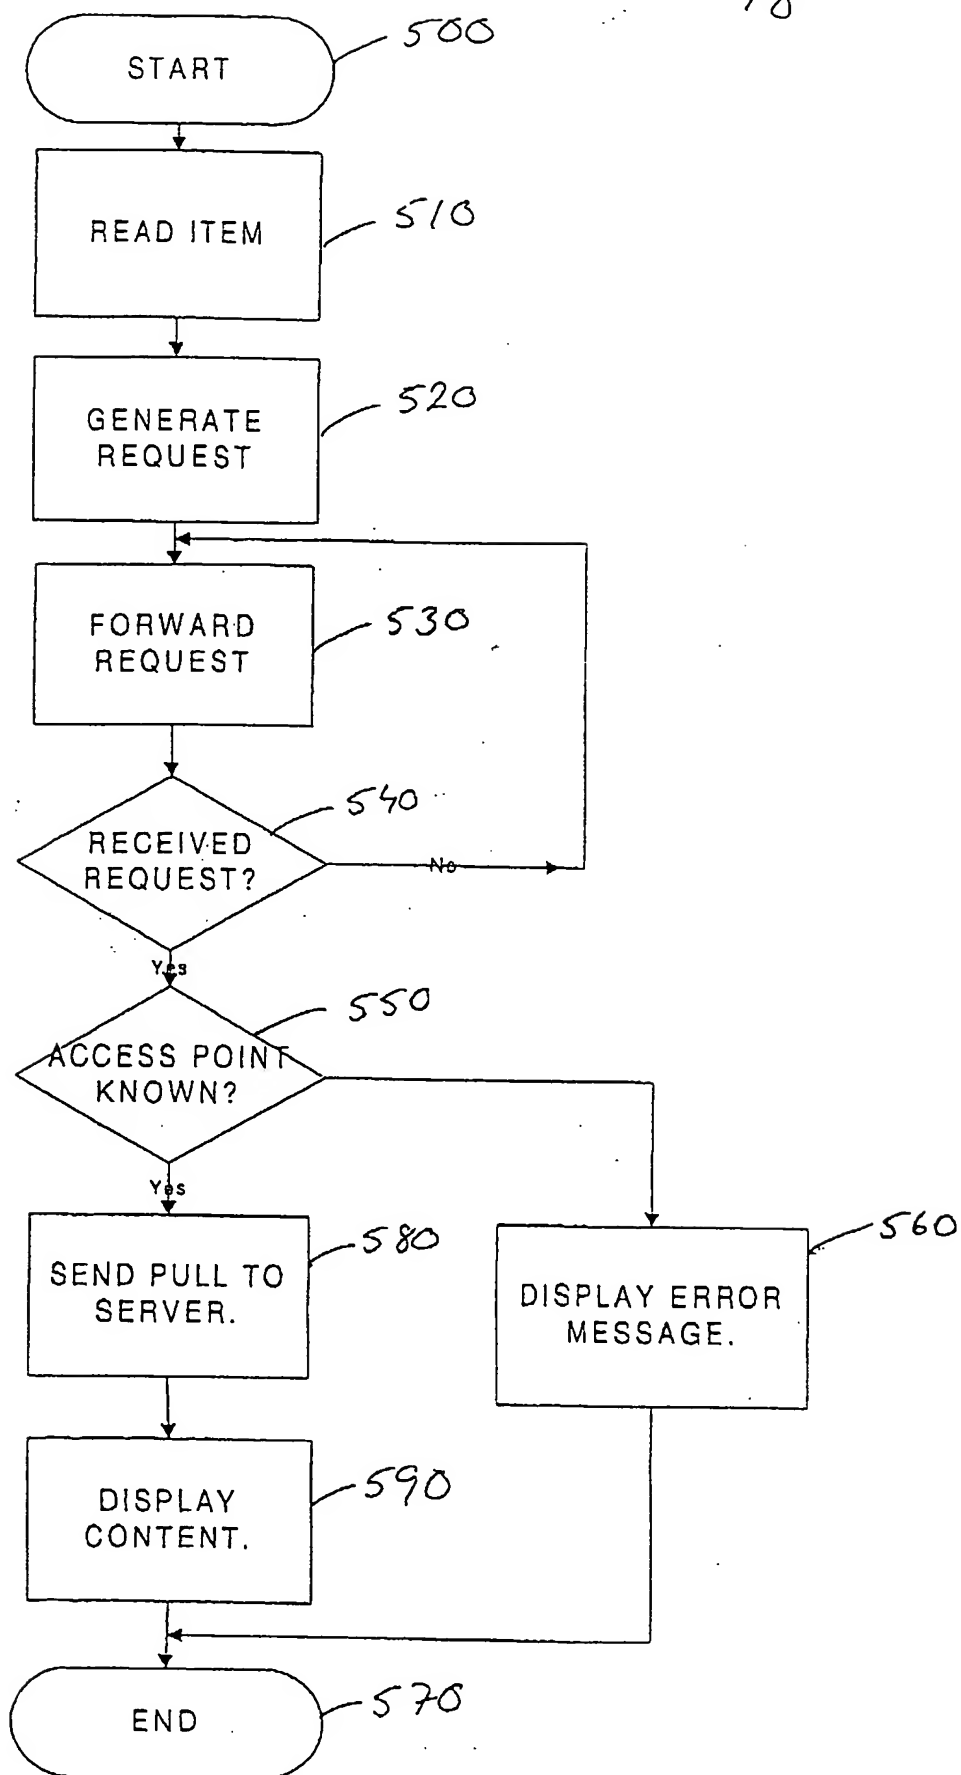 START
500
READ ITEM
510
GENERATE
REQUEST
520
FORWARD
REQUEST
530
RECEIVED
REQUEST?
540
No
Yes
ACCESS POINT
KNOWN?
550
Yes
SEND PULL TO
SERVER.
580
DISPLAY ERROR
MESSAGE.
560
DISPLAY
CONTENT.
590
END
570